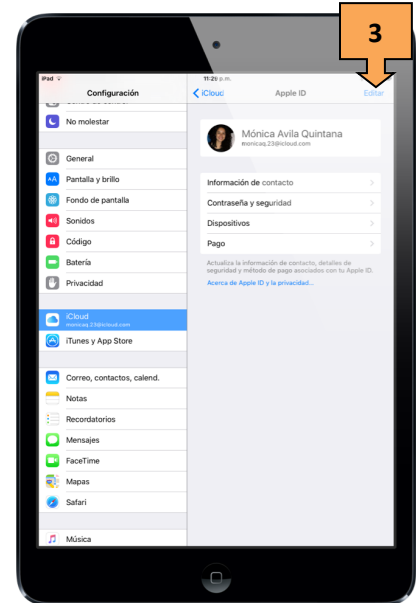 3
iPad
11:20 p.m.
Configuración
iCloud
Apple ID
Editar
No molestar
General
Pantalla y brillo
Fondo de pantalla
Sonidos
Código
Batería
Privacidad
iCloud
monicaq.23@icloud.com
iTunes y App Store
Correo, contactos, calend.
Notas
Recordatorios
Mensajes
FaceTime
Mapas
Safari
Música
Mónica Avila Quintana
monicaq.23@icloud.com
Información de contacto
Contraseña y seguridad
Dispositivos
Pago
Actualiza la información de contacto, detalles de
seguridad y método de pago asociados con tu Apple ID.
Acerca de Apple ID y la privacidad...